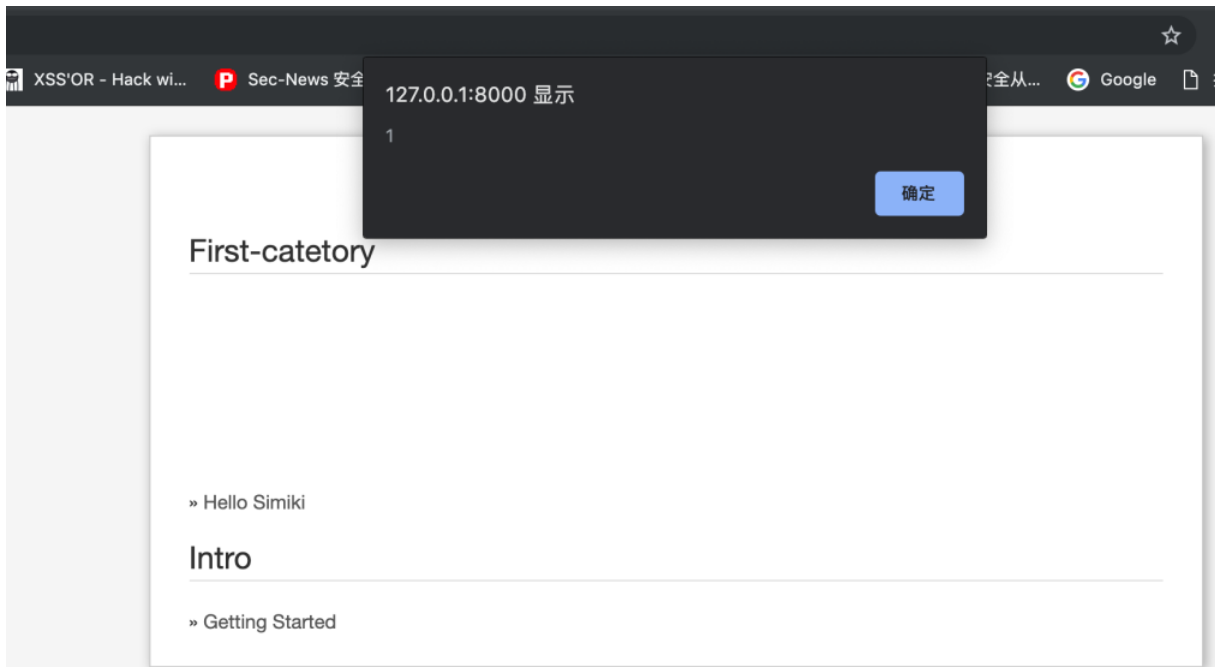 XSS'OR - Hack wi... Sec-News 安全 全从... Google
127.0.0.1:8000 显示
1
确定
First-catetory
» Hello Simiki
Intro
» Getting Started